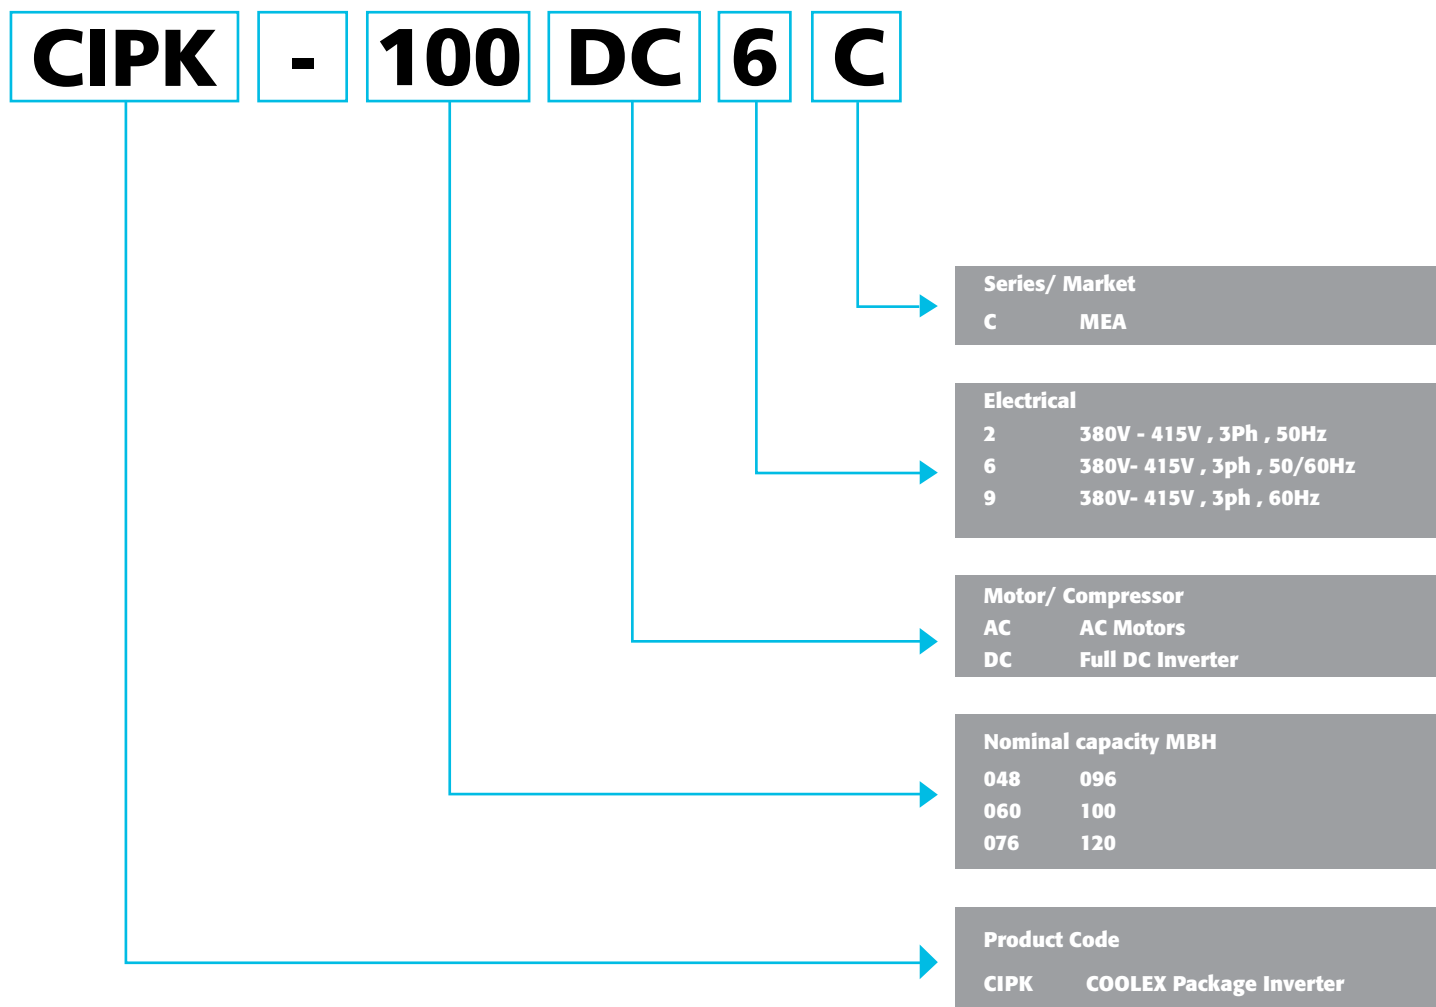 CIPK - 100 DC 6 C
Series/ Market
C MEA
Electrical
2 380V - 415V , 3Ph , 50Hz
6 380V- 415V , 3ph , 50/60Hz
9 380V- 415V , 3ph , 60Hz
Motor/ Compressor
AC AC Motors
DC Full DC Inverter
Nominal capacity MBH
048 096
060 100
076 120
Product Code
CIPK COOLEX Package Inverter